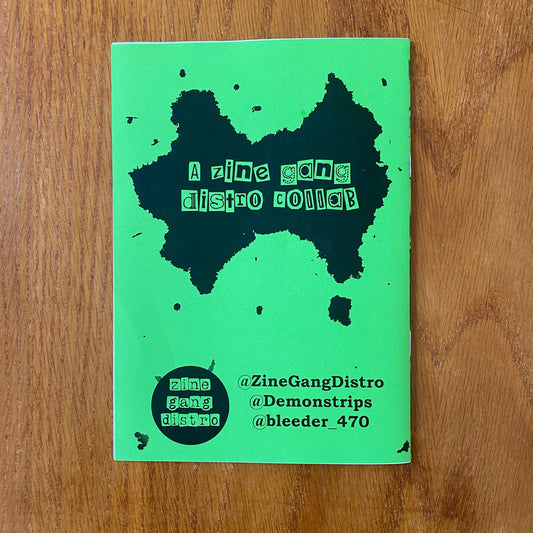 A zine gang
distro collab
zine
gang
distro
@ZineGangDistro
@Demonstrips
@bleeder_470